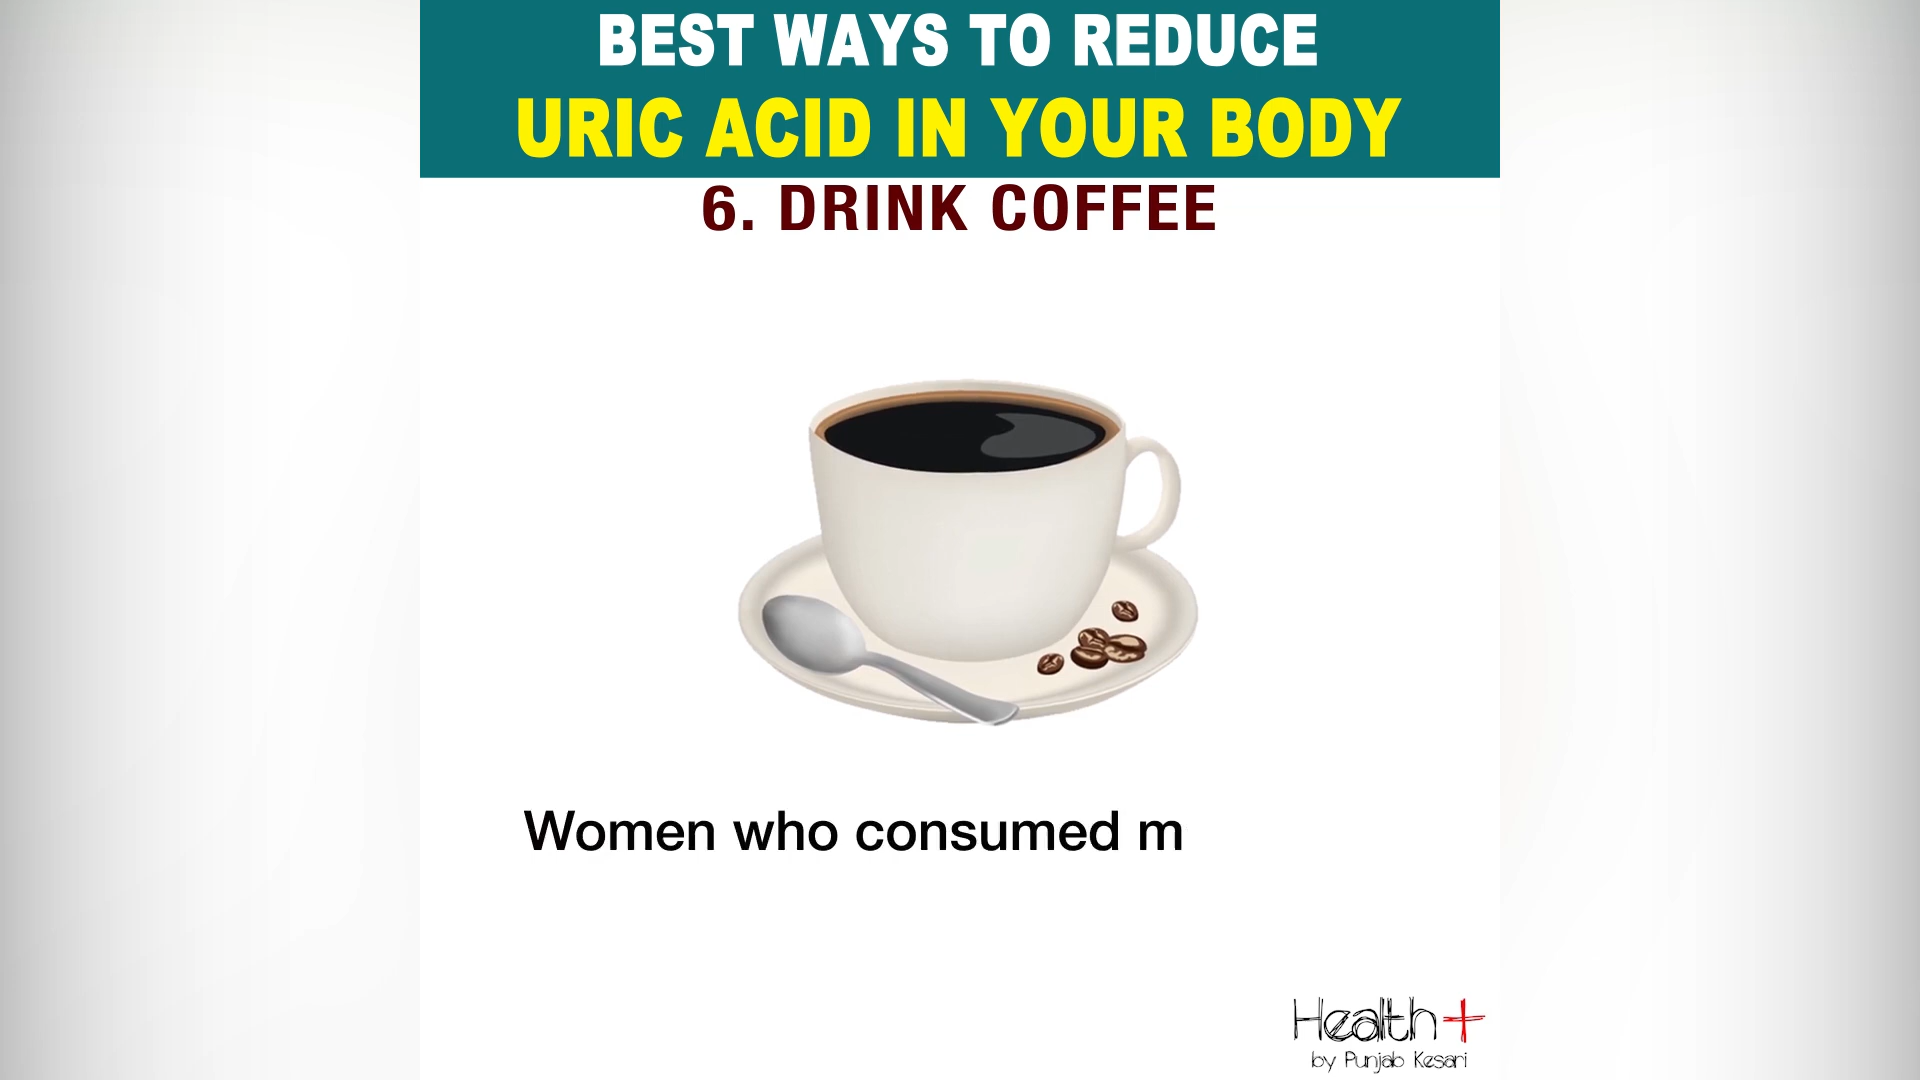 BEST WAYS TO REDUCE
URIC ACID IN YOUR BODY
6. DRINK COFFEE
Women who consumed m
Health+
by Punjab Kesari